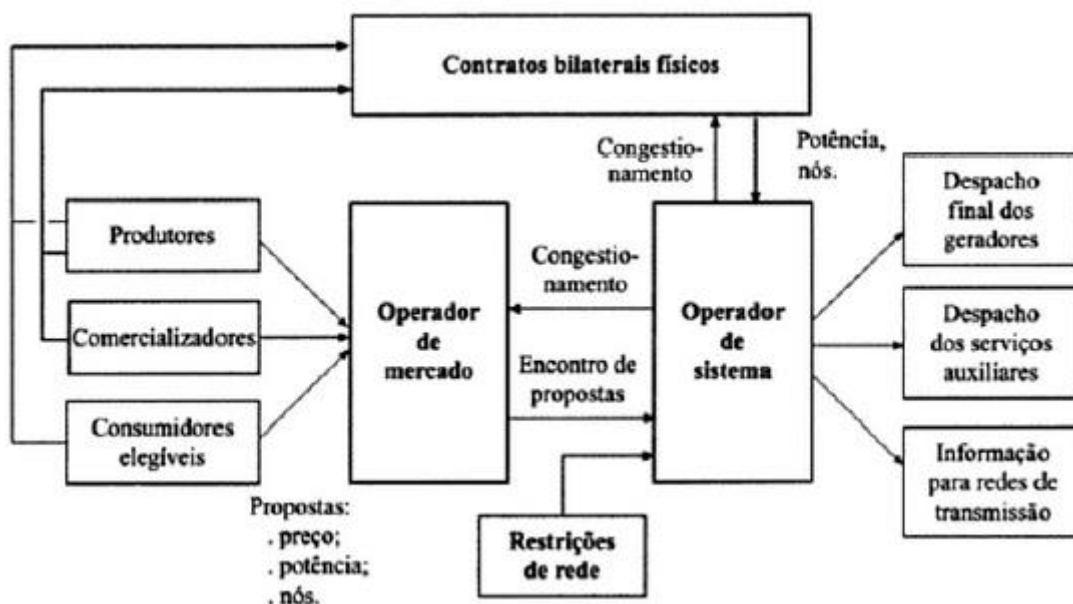 Contratos bilaterais físicos
Congestio-
namento
Potência,
nós.
Produtores
Comercializadores
Consumidores
elegíveis
Propostas:
. preço;
. potência;
. nós.
Operador
de
mercado
Congestio-
namento
Encontro de
propostas
Operador
de
sistema
Restrições
de rede
Despacho
final dos
geradores
Despacho
dos serviços
auxiliares
Informação
para redes de
transmissão